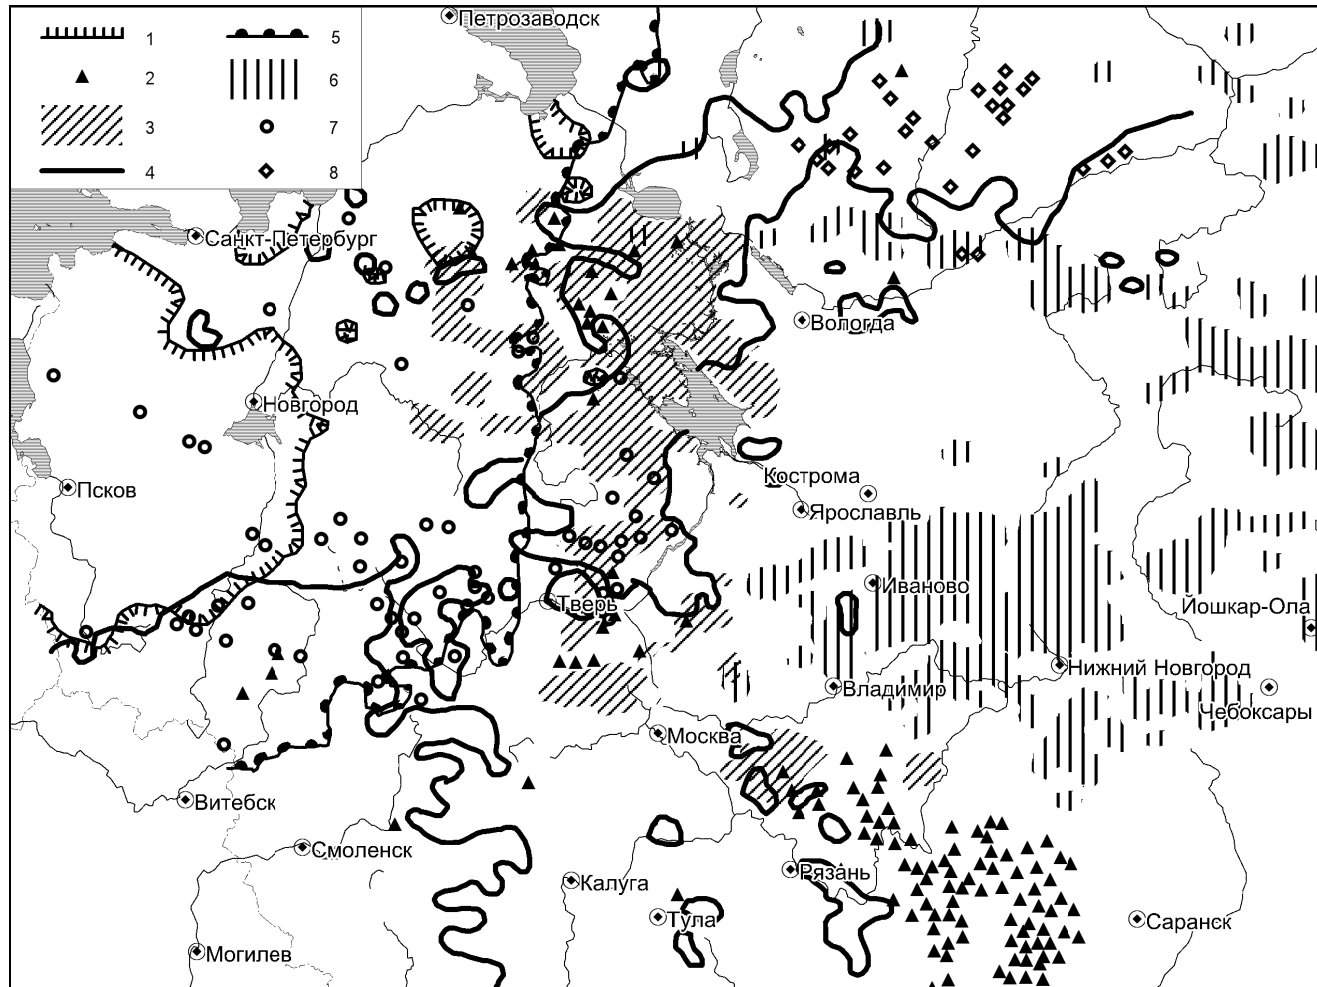 Петрозаводск
1
5
2
6
3
7
4
8
Санкт-Петербург
Вологда
Новгород
Кострома
Псков
Ярославль
Иваново
Тверь
Йошкар-Ола
Нижний Новгород
Владимир
Чебоксары
Москва
Витебск
Смоленск
Рязань
Калуга
Тула
Саранск
Могилев